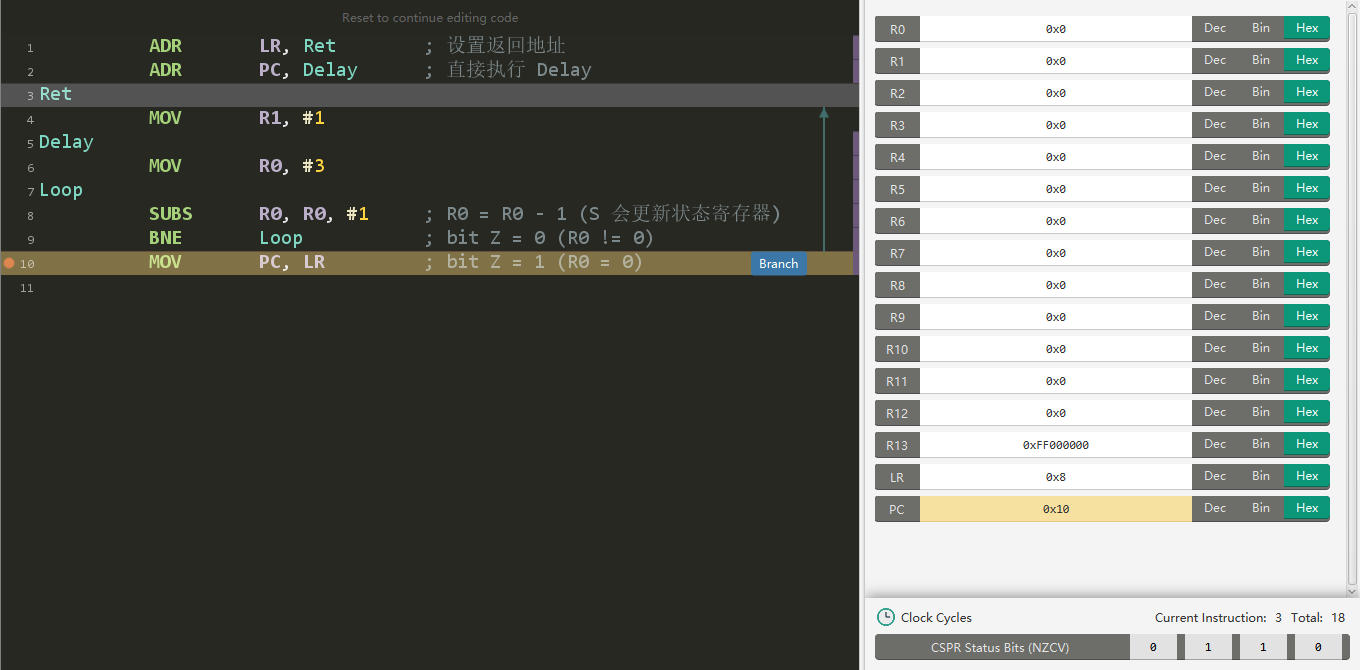 Reset to continue editing code
1 ADR LR, Ret ; 设置返回地址
2 ADR PC, Delay ; 直接执行 Delay
3 Ret
4 MOV R1, #1
5 Delay
6 MOV R0, #3
7 Loop
8 SUBS R0, R0, #1 ; R0 = R0 - 1 (S 会更新状态寄存器)
9 BNE Loop ; bit Z = 0 (R0 != 0)
10 MOV PC, LR ; bit Z = 1 (R0 = 0) Branch
11
R0 0x0 Dec Bin Hex
R1 0x0 Dec Bin Hex
R2 0x0 Dec Bin Hex
R3 0x0 Dec Bin Hex
R4 0x0 Dec Bin Hex
R5 0x0 Dec Bin Hex
R6 0x0 Dec Bin Hex
R7 0x0 Dec Bin Hex
R8 0x0 Dec Bin Hex
R9 0x0 Dec Bin Hex
R10 0x0 Dec Bin Hex
R11 0x0 Dec Bin Hex
R12 0x0 Dec Bin Hex
R13 0xFF000000 Dec Bin Hex
LR 0x8 Dec Bin Hex
PC 0x10 Dec Bin Hex
Clock Cycles Current Instruction: 3 Total: 18
CSPR Status Bits (NZCV) 0 1 1 0